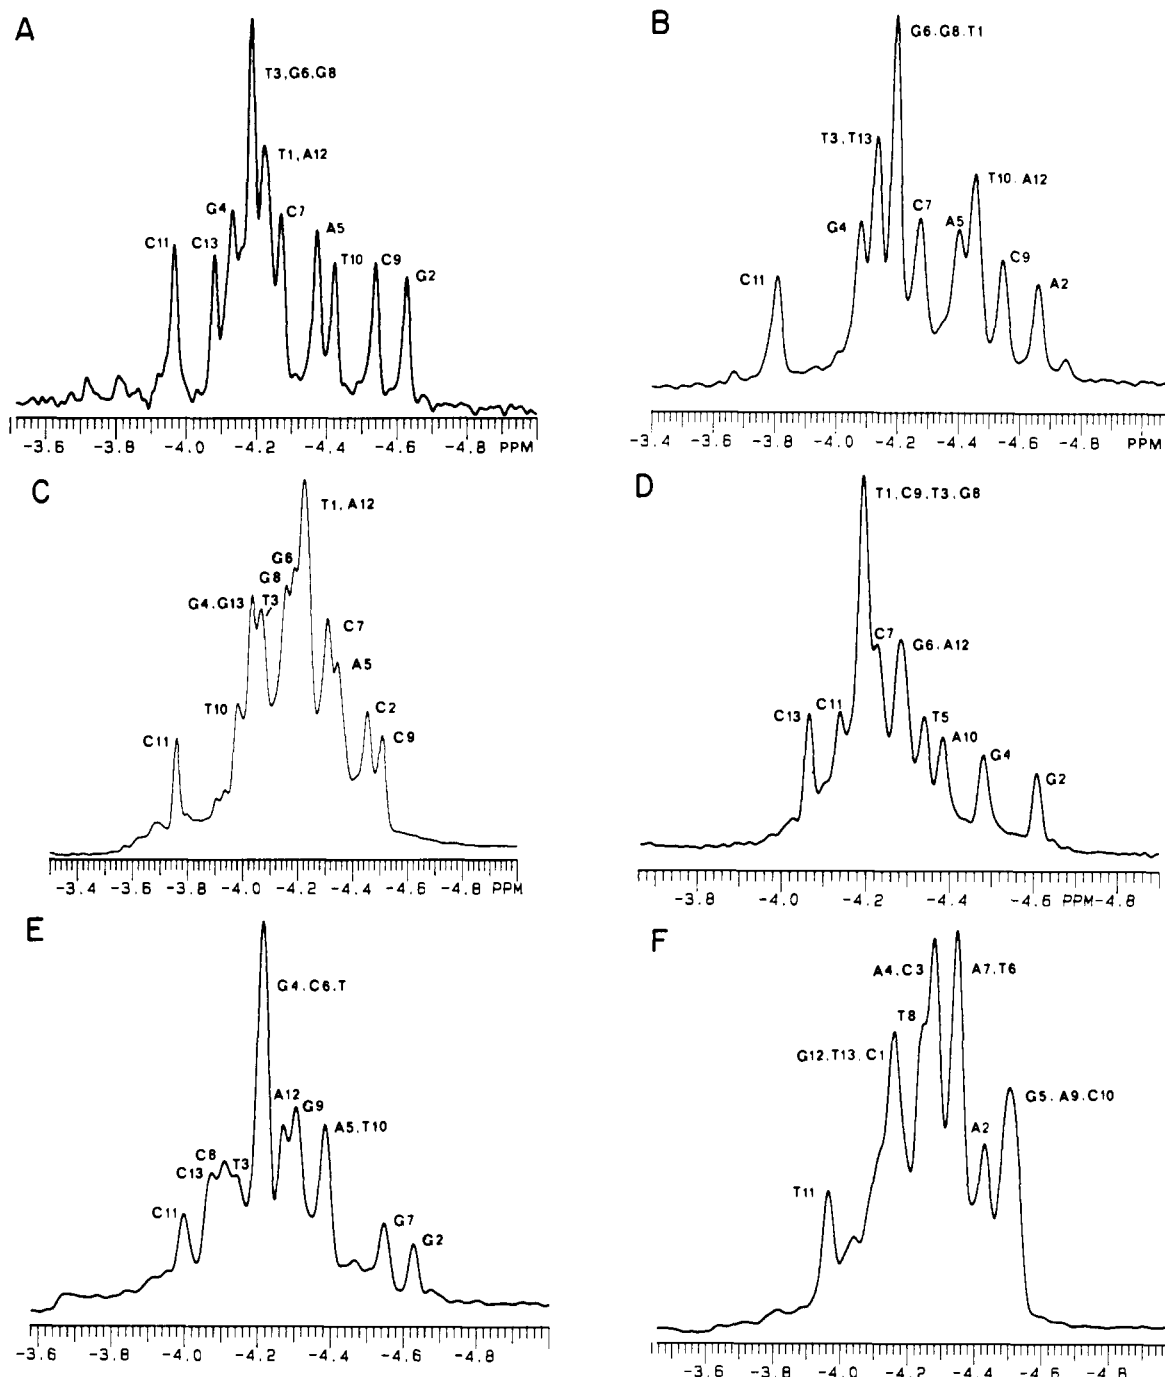 A
T3,G6,G8
T1,A12
G4
C7
C11
C13
A5
T10
C9
G2
-3.6 -3.8 -4.0 -4.2 -4.4 -4.6 PPM
B
G6.G8.T1
T3,T13
T10.A12
G4
C7
A5
C11
C9
A2
-3.4 -3.6 -3.8 -4.0 -4.2 -4.4 -4.6 PPM
C
T1,A12
G6
G8
G4.G13
T3
C7
A5
T10
C2
C11
C9
-3.4 -3.6 -3.8 -4.0 -4.2 -4.4 -4.6 -4.8 PPM
D
T1,C9.T3,G8
C7
G6.A12
C13
C11
T5
A10
G4
G2
-3.8 -4.0 -4.2 -4.4 -4.6 PPM-4.8
E
G4.C6.T
A12
G9
A5.T10
C8
C13
T3
C11
G7
G2
-3.6 -3.8 -4.0 -4.2 -4.4 -4.6 -4.8
F
A4.C3
A7.T6
T8
G12.T13.C1
G5.A9.C10
A2
T11
-3.6 -3.8 -4.0 -4.2 -4.4 -4.6 -4.8